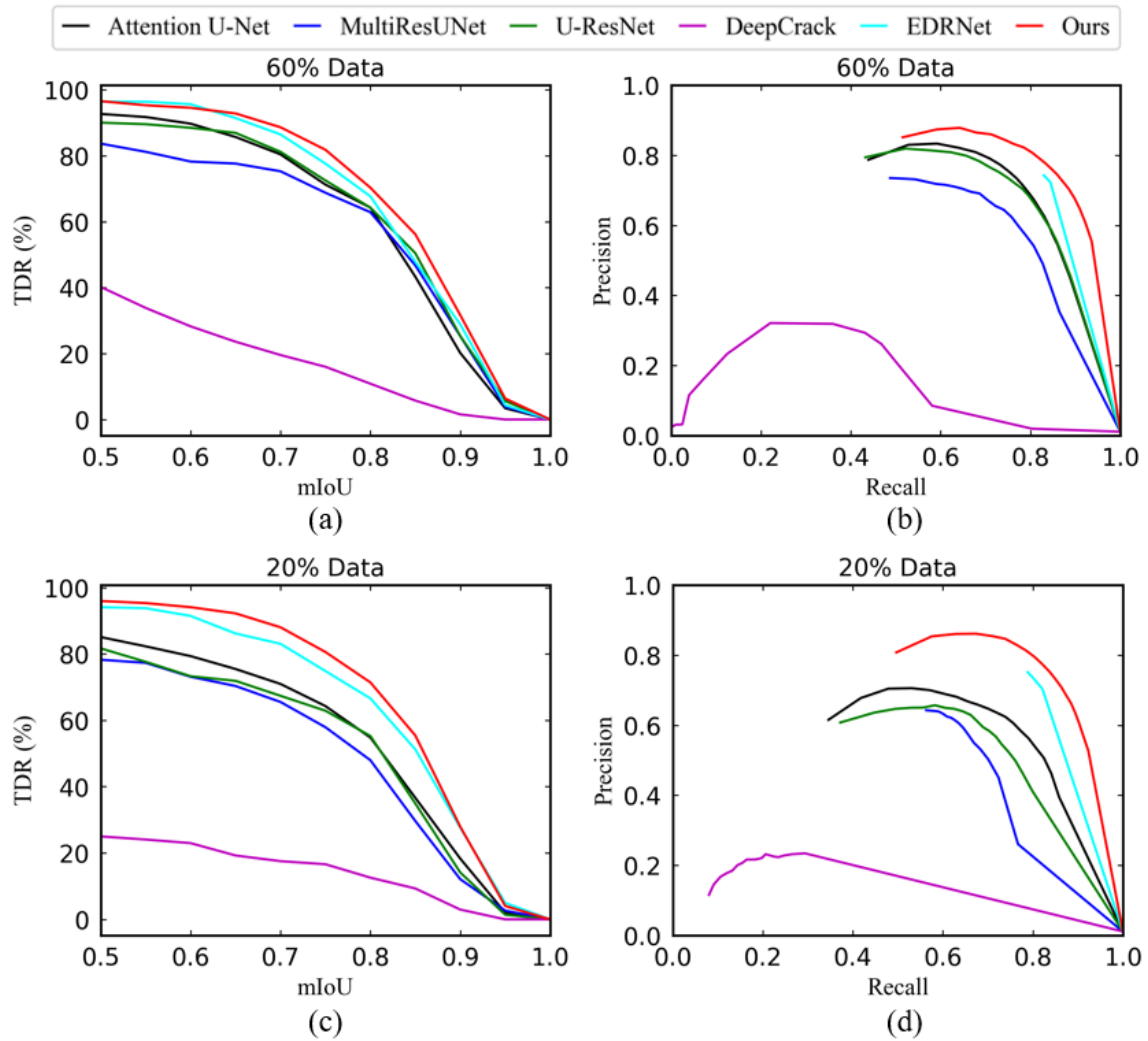 Attention U-Net MultiResUNet U-ResNet DeepCrack EDRNet Ours
60% Data 60% Data
100
80
60
40
20
0
TDR (%)
0.5 0.6 0.7 0.8 0.9 1.0
mIoU
(a)
1.0
0.8
0.6
0.4
0.2
0.0
Precision
0.0 0.2 0.4 0.6 0.8 1.0
Recall
(b)
20% Data 20% Data
100
80
60
40
20
0
TDR (%)
0.5 0.6 0.7 0.8 0.9 1.0
mIoU
(c)
1.0
0.8
0.6
0.4
0.2
0.0
Precision
0.0 0.2 0.4 0.6 0.8 1.0
Recall
(d)